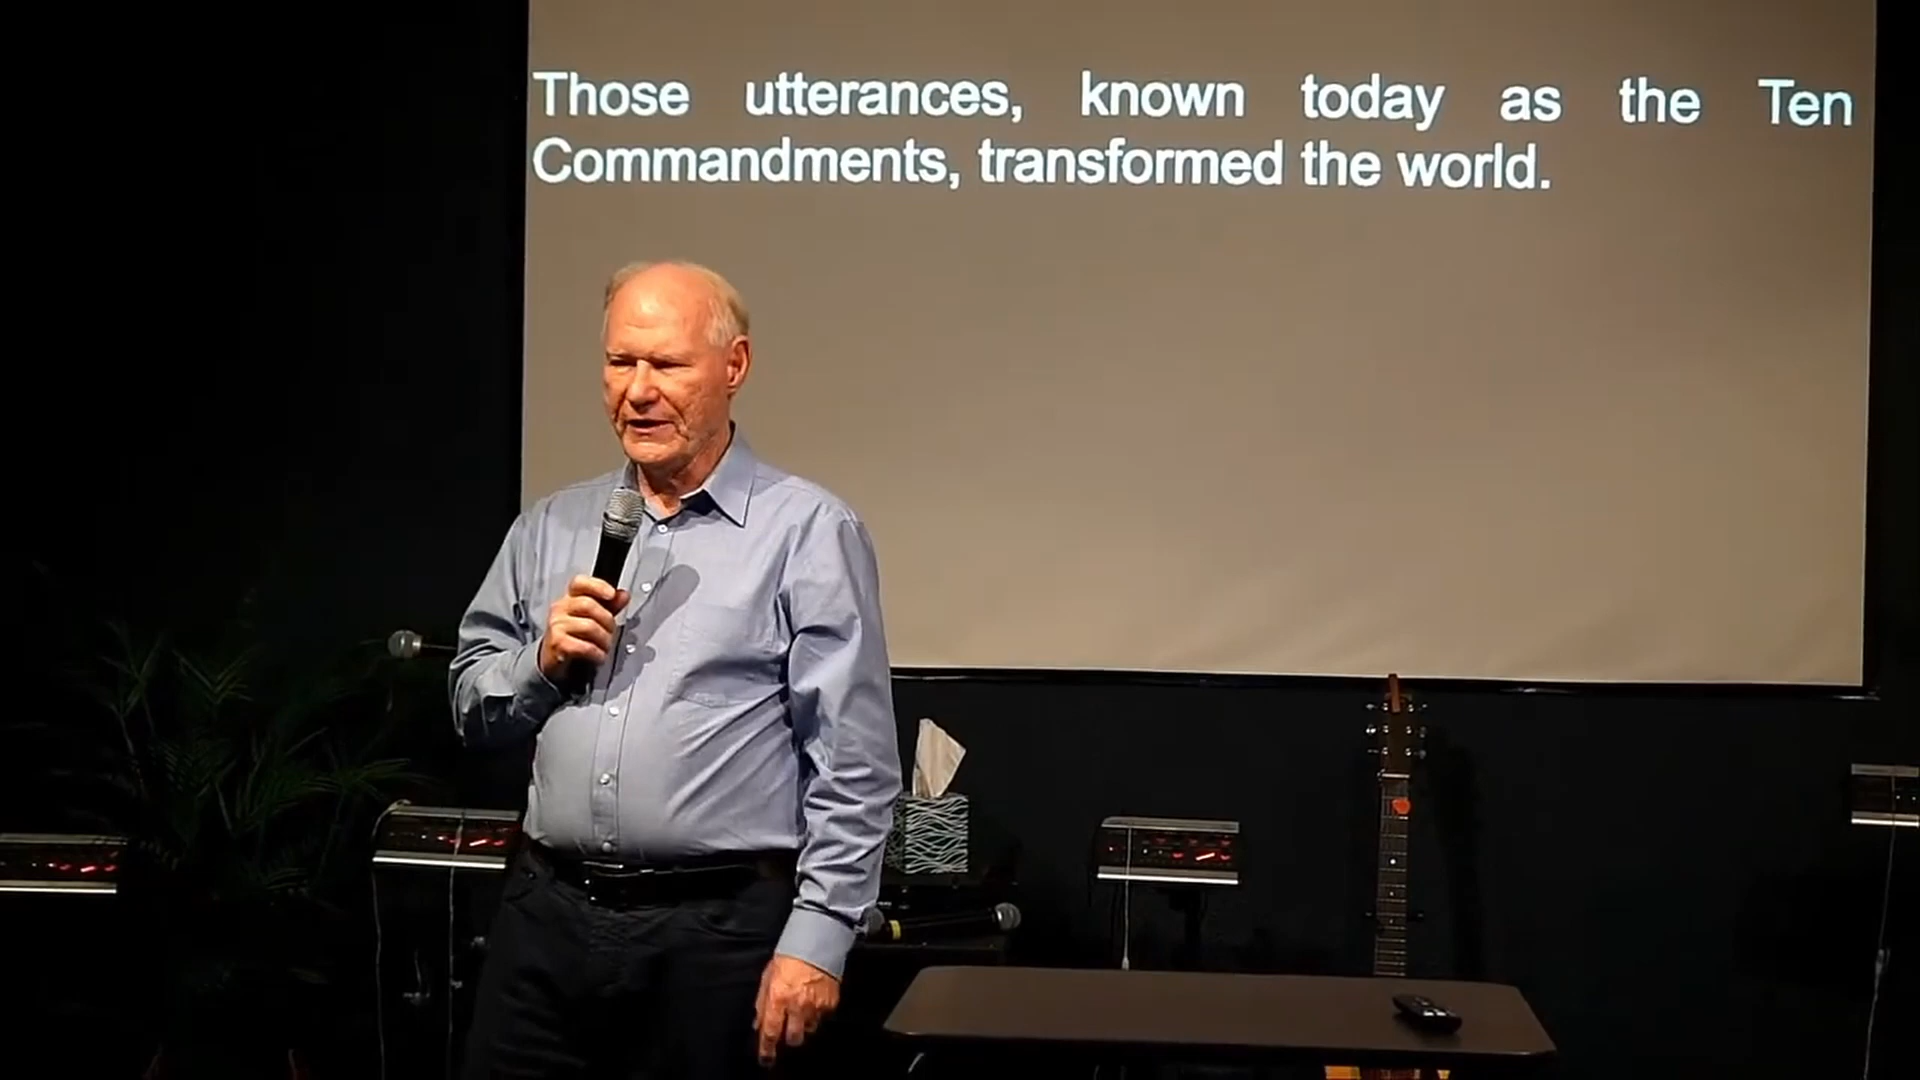 Those utterances, known today as the Ten
Commandments, transformed the world.